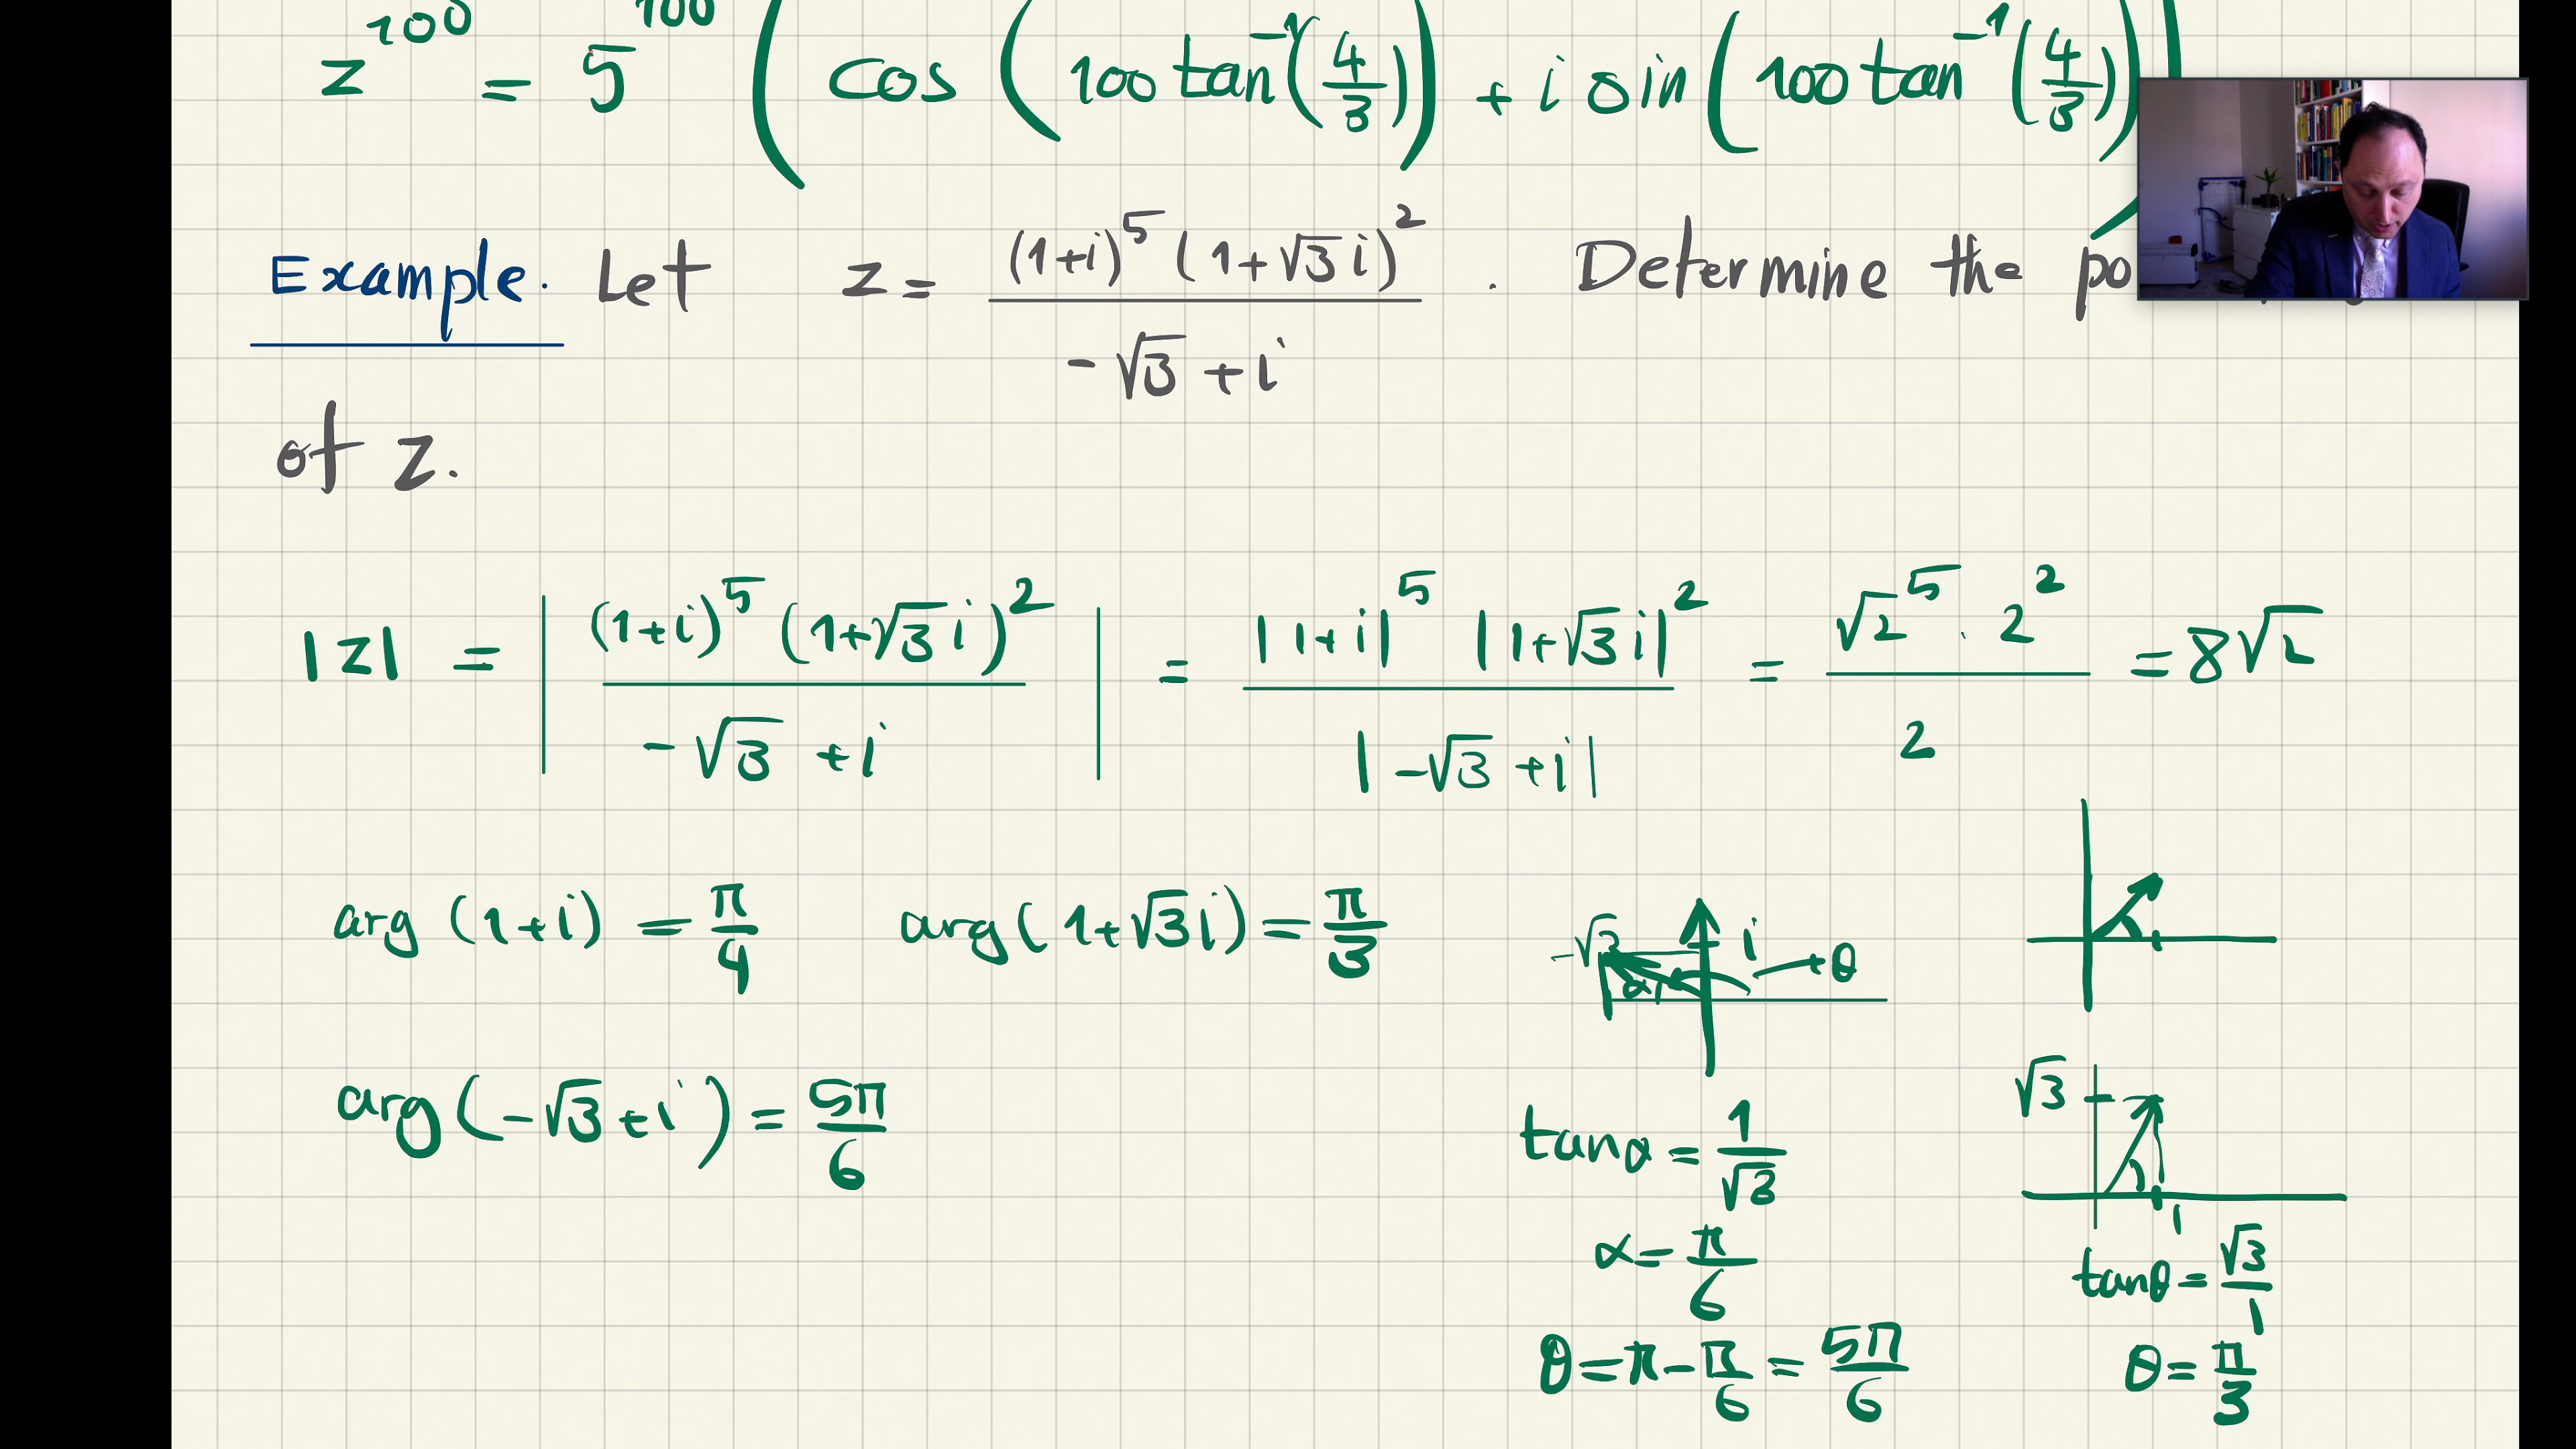 z^100 = 5^100 ( cos ( 100 tan^-1 (4/3) ) + i sin ( 100 tan^-1 (4/3) ) )
Example. Let z = (1+i)^5 (1+√3 i)^2 / -√3 + i . Determine the po
of z.
|z| = | (1+i)^5 (1+√3 i)^2 / -√3 + i | = |1+i|^5 |1+√3 i|^2 / |-√3 + i| = √2^5 . 2^2 / 2 = 8√2
arg (1+i) = π/4 arg (1+√3 i) = π/3
-√3 i θ
α
arg (-√3 + i) = 5π/6
tan α = 1/√3
α = π/6
θ = π - π/6 = 5π/6
√3
1
tan θ = √3/1
θ = π/3